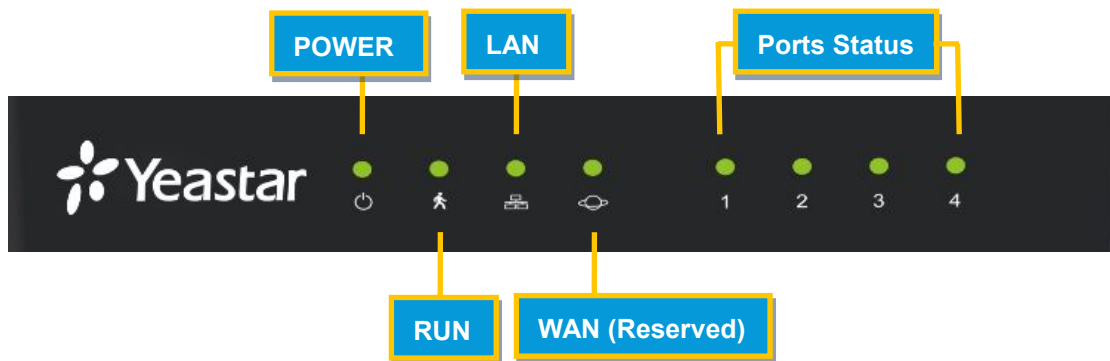 POWER
LAN
Ports Status
Yeastar
1 2 3 4
RUN
WAN (Reserved)